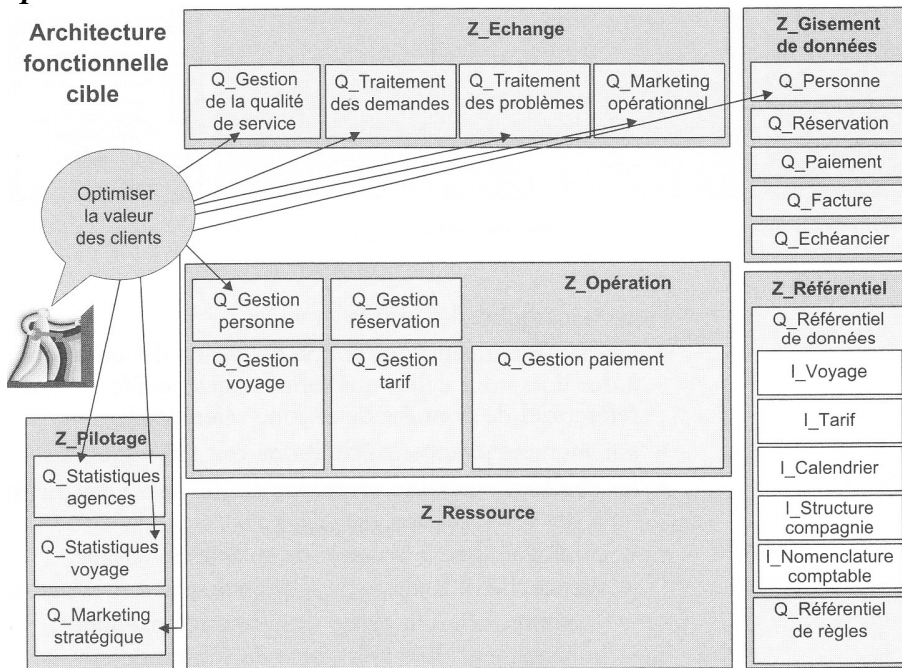 Architecture
fonctionnelle
cible
Z_Echange
Q_Gestion
de la qualité
de service
Q_Traitement
des demandes
Q_Traitement
des problèmes
Q_Marketing
opérationnel
Z_Gisement
de données
Q_Personne
Q_Réservation
Q_Paiement
Q_Facture
Q_Echéancier
Optimiser
la valeur
des clients
Z_Opération
Q_Gestion
personne
Q_Gestion
réservation
Q_Gestion
voyage
Q_Gestion
tarif
Q_Gestion paiement
Z_Référentiel
Q_Référentiel
de données
I_Voyage
I_Tarif
I_Calendrier
I_Structure
compagnie
I_Nomenclature
comptable
Q_Référentiel
de règles
Z_Pilotage
Q_Statistiques
agences
Q_Statistiques
voyage
Q_Marketing
stratégique
Z_Ressource